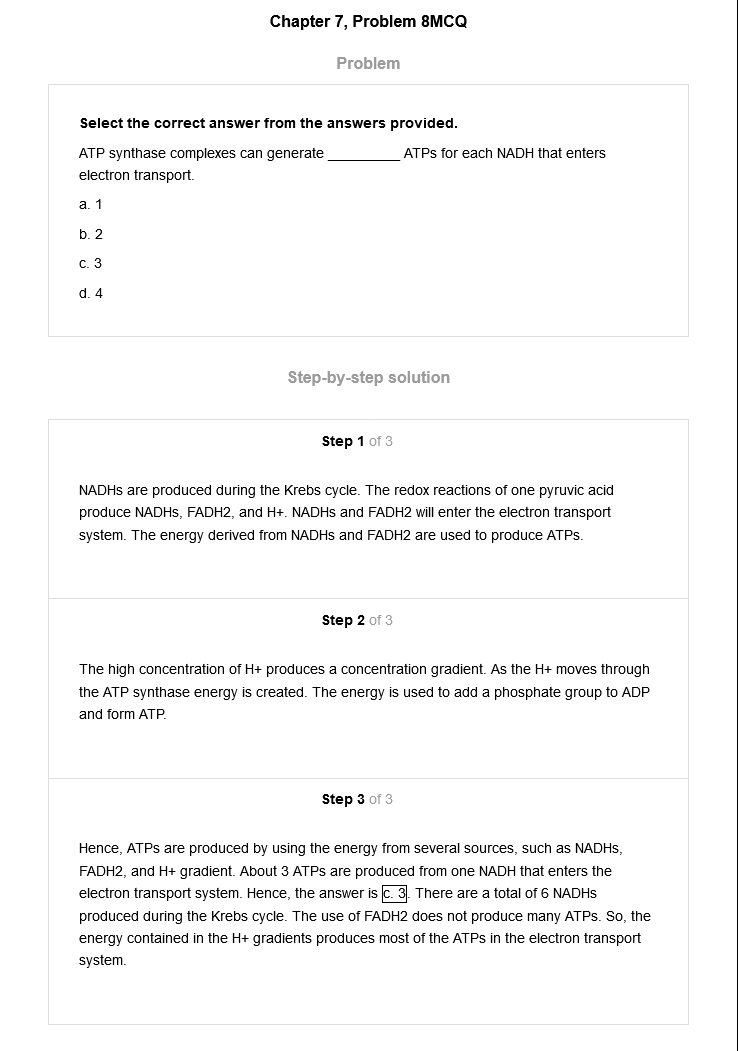 Chapter 7, Problem 8MCQ
Problem
Select the correct answer from the answers provided.
ATP synthase complexes can generate _________ ATPs for each NADH that enters
electron transport.
a. 1
b. 2
c. 3
d. 4
Step-by-step solution
Step 1 of 3
NADHs are produced during the Krebs cycle. The redox reactions of one pyruvic acid
produce NADHs, FADH2, and H+. NADHs and FADH2 will enter the electron transport
system. The energy derived from NADHs and FADH2 are used to produce ATPs.
Step 2 of 3
The high concentration of H+ produces a concentration gradient. As the H+ moves through
the ATP synthase energy is created. The energy is used to add a phosphate group to ADP
and form ATP.
Step 3 of 3
Hence, ATPs are produced by using the energy from several sources, such as NADHs,
FADH2, and H+ gradient. About 3 ATPs are produced from one NADH that enters the
electron transport system. Hence, the answer is c. 3. There are a total of 6 NADHs
produced during the Krebs cycle. The use of FADH2 does not produce many ATPs. So, the
energy contained in the H+ gradients produces most of the ATPs in the electron transport
system.